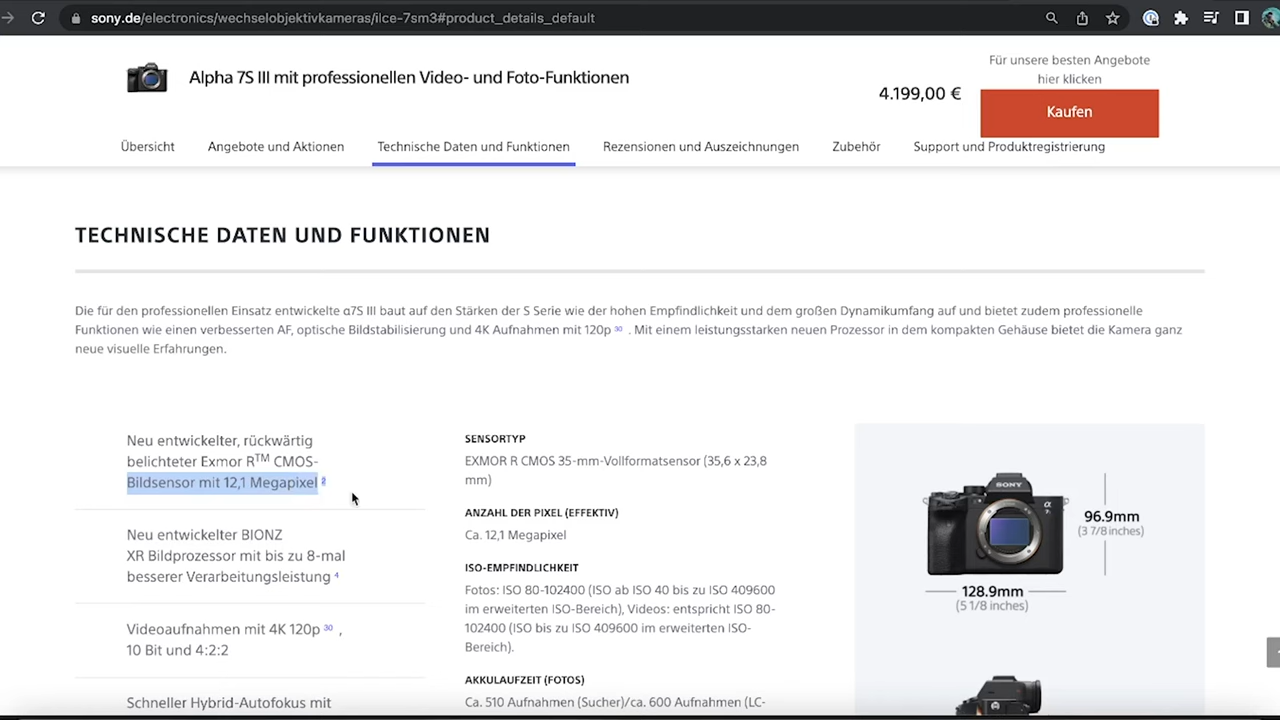 sony.de/electronics/wechselobjektivkameras/ilce-7sm3#product_details_default
Alpha 7S III mit professionellen Video- und Foto-Funktionen
4.199,00 €
Für unsere besten Angebote
hier klicken
Kaufen
Übersicht
Angebote und Aktionen
Technische Daten und Funktionen
Rezensionen und Auszeichnungen
Zubehör
Support und Produktregistrierung
TECHNISCHE DATEN UND FUNKTIONEN
Die für den professionellen Einsatz entwickelte α7S III baut auf den Stärken der S Serie wie der hohen Empfindlichkeit und dem großen Dynamikumfang auf und bietet zudem professionelle
Funktionen wie einen verbesserten AF, optische Bildstabilisierung und 4K Aufnahmen mit 120p 30 . Mit einem leistungsstarken neuen Prozessor in dem kompakten Gehäuse bietet die Kamera ganz
neue visuelle Erfahrungen.
Neu entwickelter, rückwärtig
belichteter Exmor R™ CMOS-
Bildsensor mit 12,1 Megapixel 2
Neu entwickelter BIONZ
XR Bildprozessor mit bis zu 8-mal
besserer Verarbeitungsleistung 4
Videoaufnahmen mit 4K 120p 30 ,
10 Bit und 4:2:2
Schneller Hybrid-Autofokus mit
SENSORTYP
EXMOR R CMOS 35-mm-Vollformatsensor (35,6 x 23,8
mm)
ANZAHL DER PIXEL (EFFEKTIV)
Ca. 12,1 Megapixel
ISO-EMPFINDLICHKEIT
Fotos: ISO 80-102400 (ISO ab ISO 40 bis zu ISO 409600
im erweiterten ISO-Bereich), Videos: entspricht ISO 80-
102400 (ISO bis zu ISO 409600 im erweiterten ISO-
Bereich).
AKKULAUFZEIT (FOTOS)
Ca. 510 Aufnahmen (Sucher)/ca. 600 Aufnahmen (LC-
SONY
α
7
96.9mm
(3 7/8 inches)
128.9mm
(5 1/8 inches)